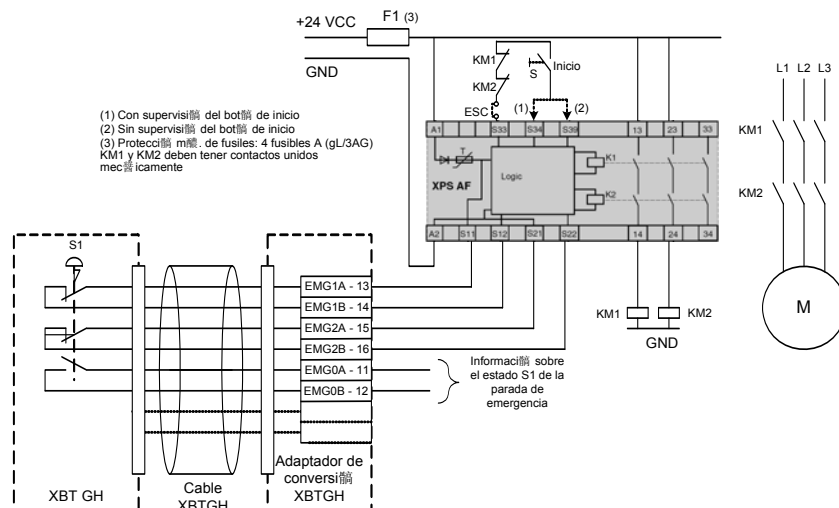 +24 VCC
F1 (3)
GND
KM1
KM2
ESC
S
Inicio
(1)
(2)
L1 L2 L3
KM1
KM2
M
(1) Con supervisi髇 del bot髇 de inicio
(2) Sin supervisi髇 del bot髇 de inicio
(3) Protecci髇 m醲. de fusiles: 4 fusibles A (gL/3AG)
KM1 y KM2 deben tener contactos unidos
mec醤icamente
A1 S33 S34 S39 13 23 33
T
XPS AF
Logic
K1
K2
A2 S11 S12 S21 S22 14 24 34
KM1
KM2
GND
S1
EMG1A - 13
EMG1B - 14
EMG2A - 15
EMG2B - 16
EMG0A - 11
EMG0B - 12
Informaci髇 sobre
el estado S1 de la
parada de
emergencia
XBT GH
Cable
XBTGH
Adaptador de
conversi髇
XBTGH